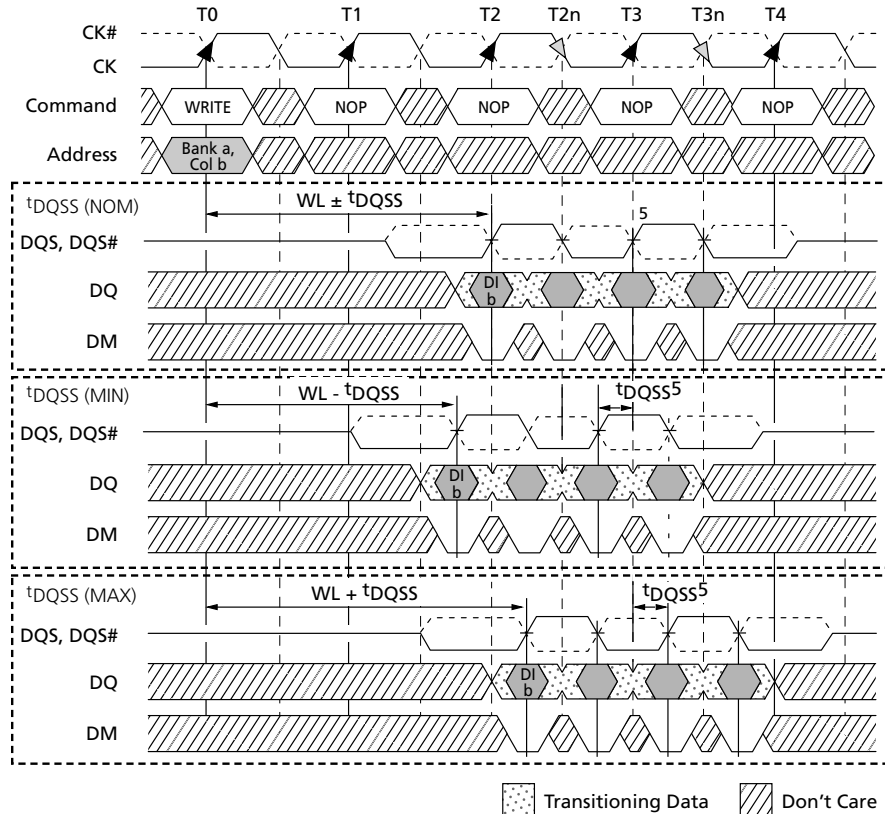 T0 T1 T2 T2n T3 T3n T4
CK#
CK
Command WRITE NOP NOP NOP NOP
Address Bank a,
Col b
tDQSS (NOM) WL ± tDQSS
5
DQS, DQS#
DQ DI
b
DM
tDQSS (MIN) WL - tDQSS tDQSS5
DQS, DQS#
DQ DI
b
DM
tDQSS (MAX) WL + tDQSS tDQSS5
DQS, DQS#
DQ DI
b
DM
Transitioning Data Don't Care